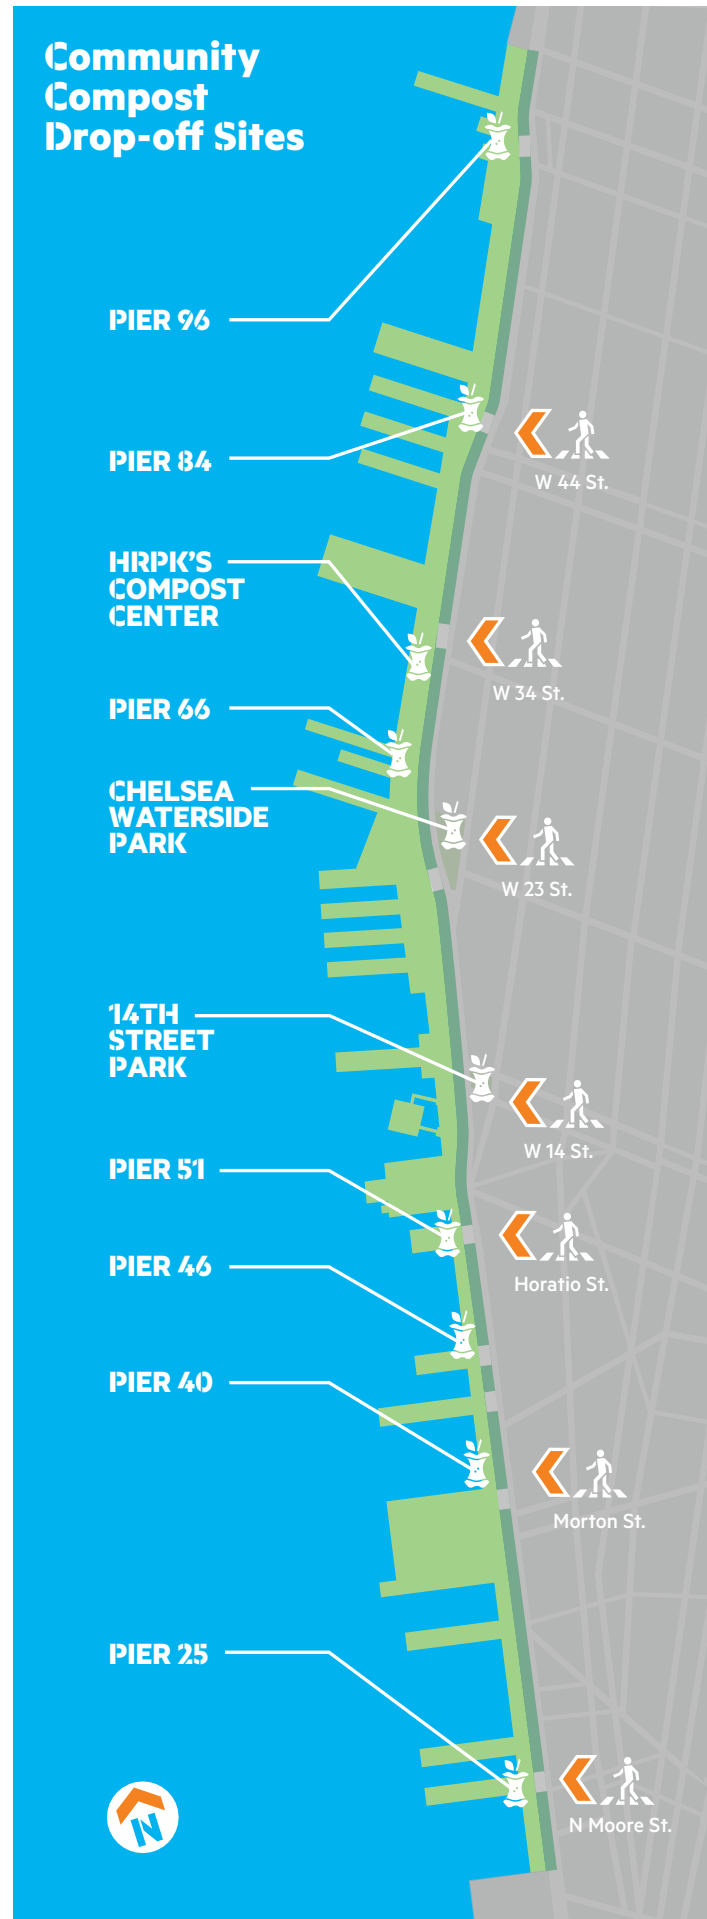 Community
Compost
Drop-off Sites
PIER 96
PIER 84
W 44 St.
HRPK'S
COMPOST
CENTER
W 34 St.
PIER 66
CHELSEA
WATERSIDE
PARK
W 23 St.
14TH
STREET
PARK
W 14 St.
PIER 51
Horatio St.
PIER 46
PIER 40
Morton St.
PIER 25
N Moore St.
N